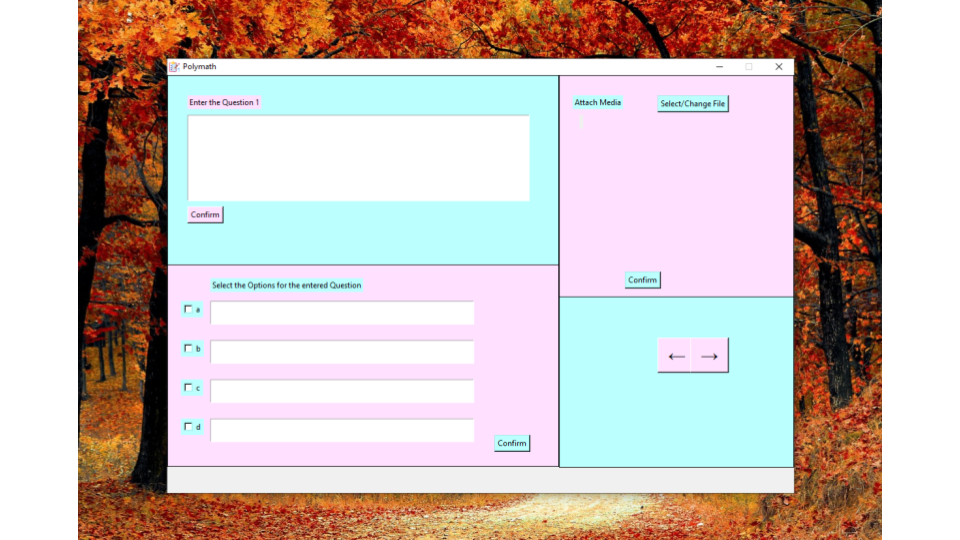 Polymath
Enter the Question 1
Confirm
Attach Media
Select/Change File
Confirm
Select the Options for the entered Question
a
b
c
d
Confirm
← →